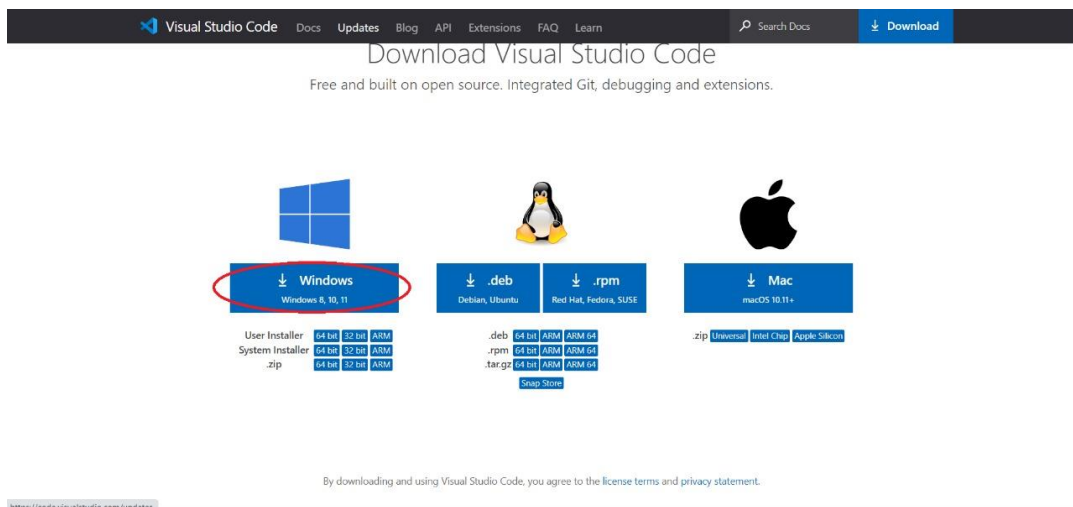 Visual Studio Code Docs Updates Blog API Extensions FAQ Learn Search Docs Download
Download Visual Studio Code
Free and built on open source. Integrated Git, debugging and extensions.
Windows
Windows 8, 10, 11
User Installer 64 bit 32 bit ARM
System Installer 64 bit 32 bit ARM
.zip 64 bit 32 bit ARM
.deb
Debian, Ubuntu
.rpm
Red Hat, Fedora, SUSE
.deb 64 bit ARM ARM 64
.rpm 64 bit ARM ARM 64
.tar.gz 64 bit ARM ARM 64
Snap Store
Mac
macOS 10.11+
.zip Universal Intel Chip Apple Silicon
By downloading and using Visual Studio Code, you agree to the license terms and privacy statement.